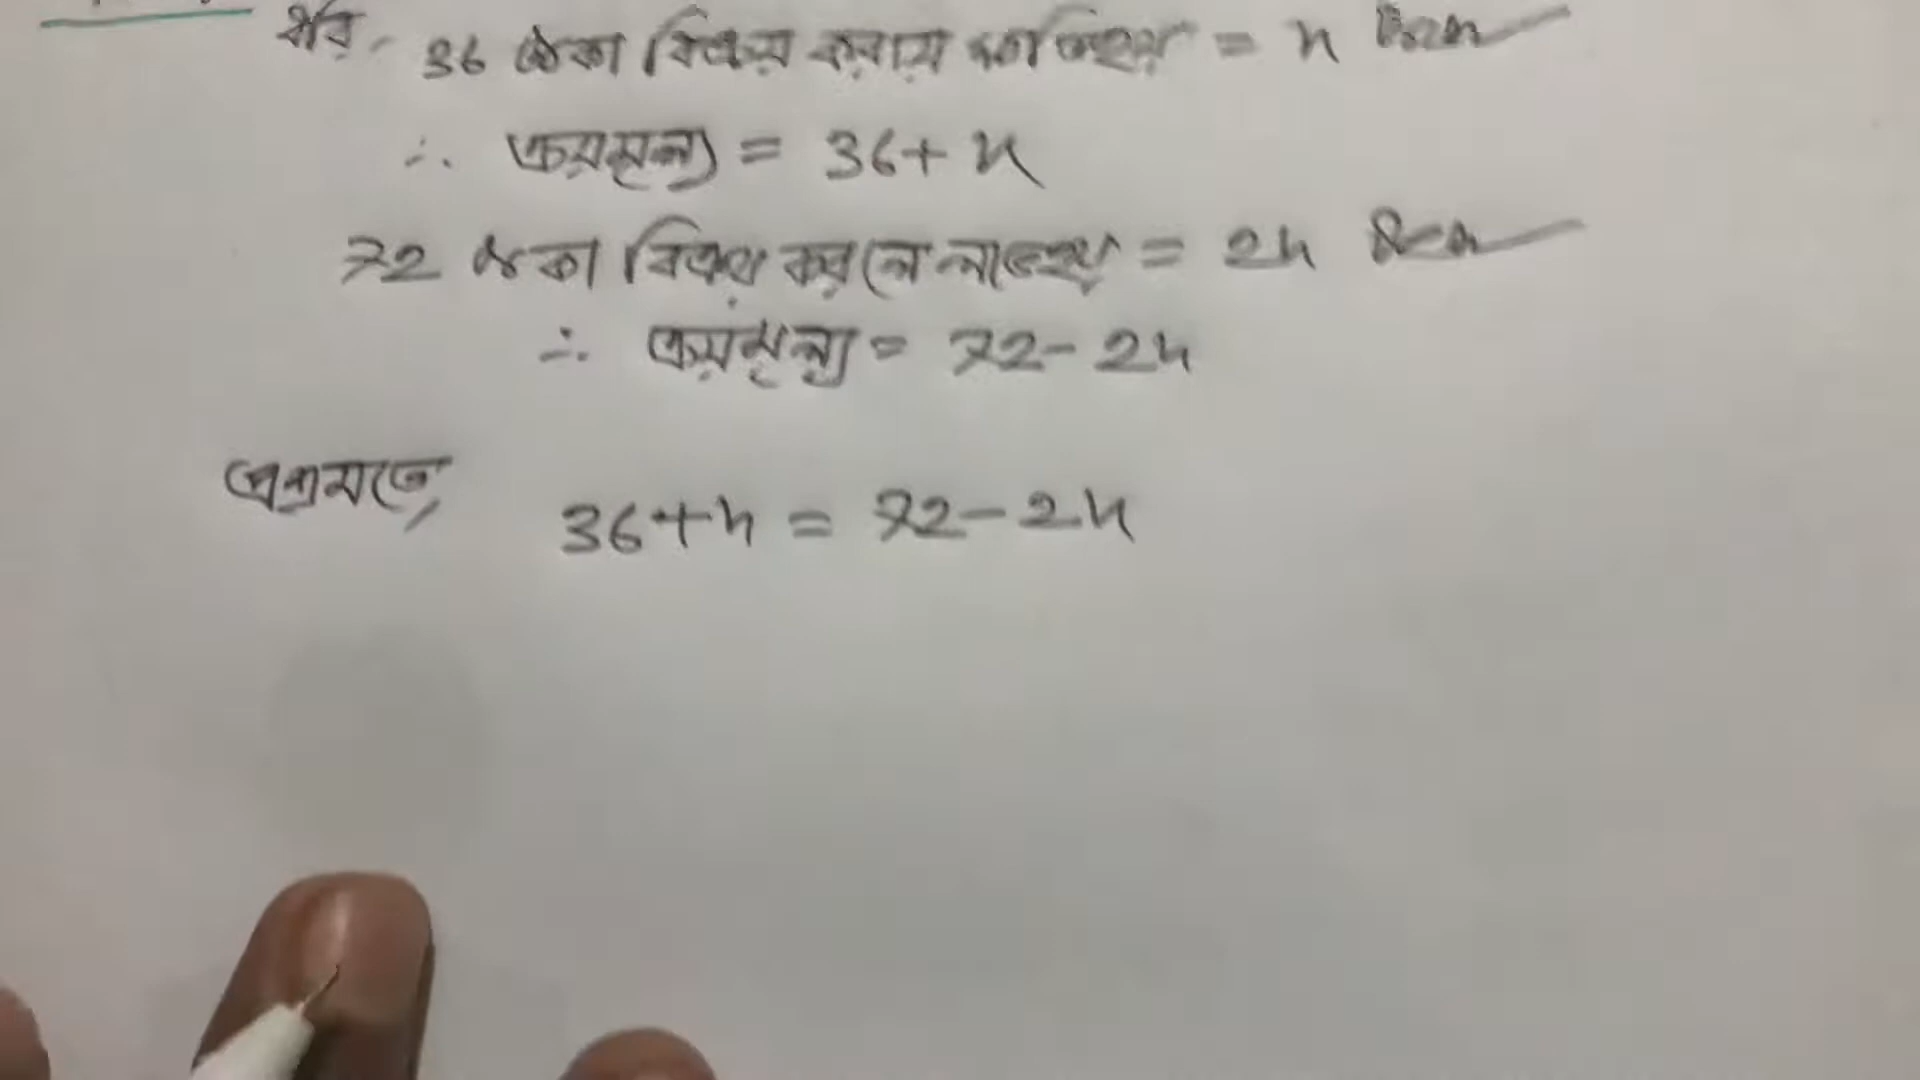 ধরি, 36 টাকা বিক্রয় করায় ক্ষতি হয় = x টাকা
∴ ক্রয়মূল্য = 36+ x
72 টাকা বিক্রয় করলে লাভ হয় = 2x টাকা
∴ ক্রয়মূল্য = 72- 2x
প্রশ্নমতে, 36+x = 72-2x